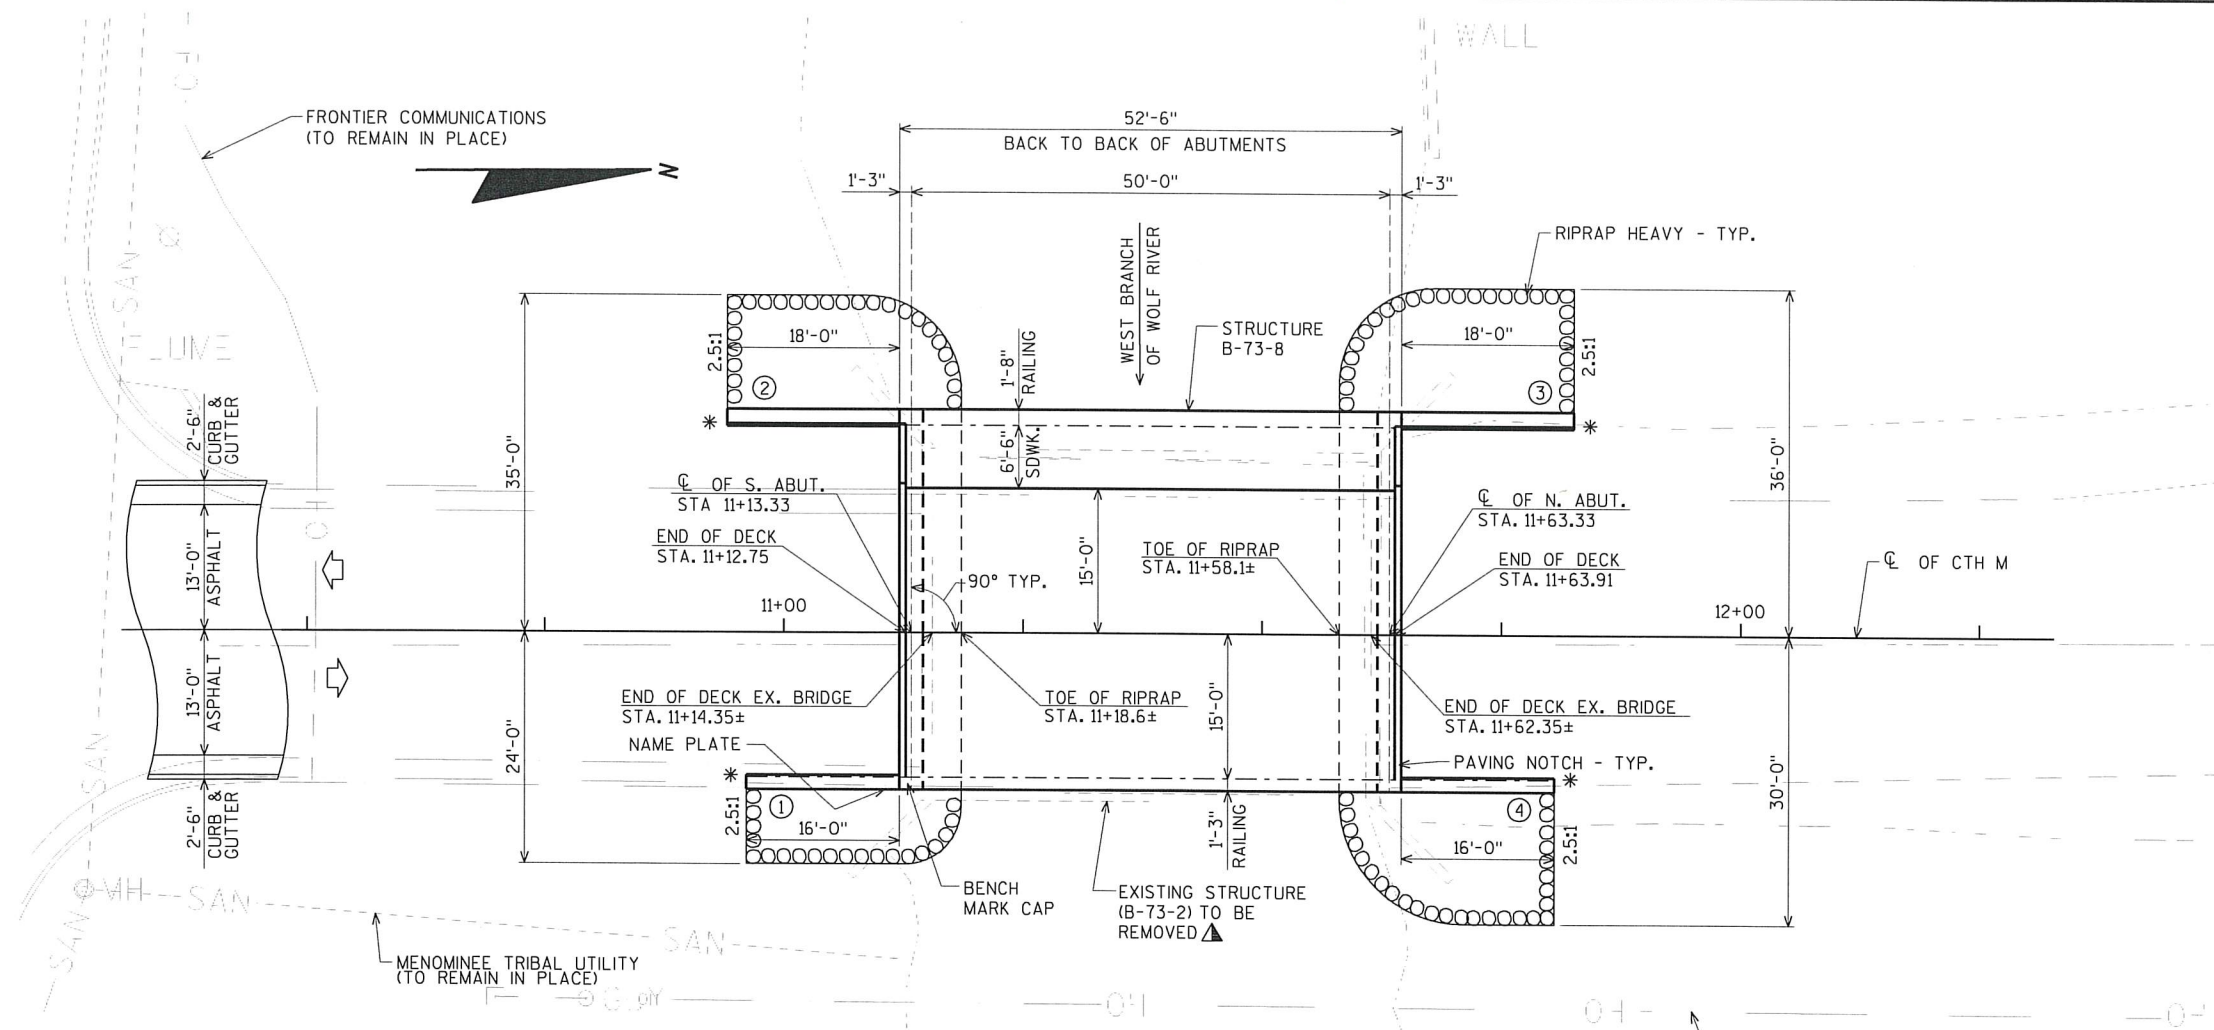 WALL
FO
FRONTIER COMMUNICATIONS
(TO REMAIN IN PLACE)
N
52'-6"
BACK TO BACK OF ABUTMENTS
1'-3"
50'-0"
1'-3"
RIPRAP HEAVY - TYP.
WEST BRANCH
OF WOLF RIVER
STRUCTURE
B-73-8
SAN
FLUME
2.5:1
18'-0"
1'-8"
RAILING
18'-0"
2.5:1
2
3
*
*
2'-6"
CURB &
GUTTER
35'-0"
6'-6"
SDWK.
36'-0"
℄ OF S. ABUT.
STA 11+13.33
℄ OF N. ABUT.
STA. 11+63.33
END OF DECK
STA. 11+12.75
TOE OF RIPRAP
STA. 11+58.1±
END OF DECK
STA. 11+63.91
℄ OF CTH M
13'-0"
ASPHALT
15'-0"
90° TYP.
11+00
12+00
13'-0"
ASPHALT
END OF DECK EX. BRIDGE
STA. 11+14.35±
TOE OF RIPRAP
STA. 11+18.6±
15'-0"
END OF DECK EX. BRIDGE
STA. 11+62.35±
24'-0"
NAME PLATE
PAVING NOTCH - TYP.
30'-0"
*
*
2'-6"
CURB &
GUTTER
2.5:1
1
16'-0"
1'-3"
RAILING
4
16'-0"
2.5:1
SAN
MH
SAN
SAN
BENCH
MARK CAP
EXISTING STRUCTURE
(B-73-2) TO BE
REMOVED
SAN
MENOMINEE TRIBAL UTILITY
(TO REMAIN IN PLACE)
OH
OH